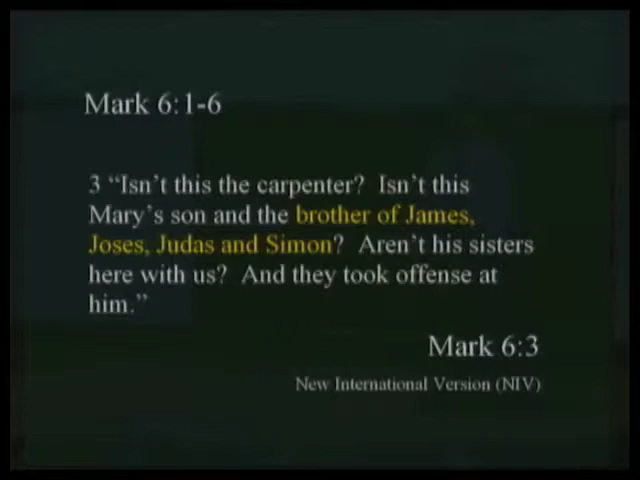 Mark 6:1-6
3 “Isn’t this the carpenter? Isn’t this
Mary’s son and the brother of James,
Joses, Judas and Simon? Aren’t his sisters
here with us? And they took offense at
him.”
Mark 6:3
New International Version (NIV)